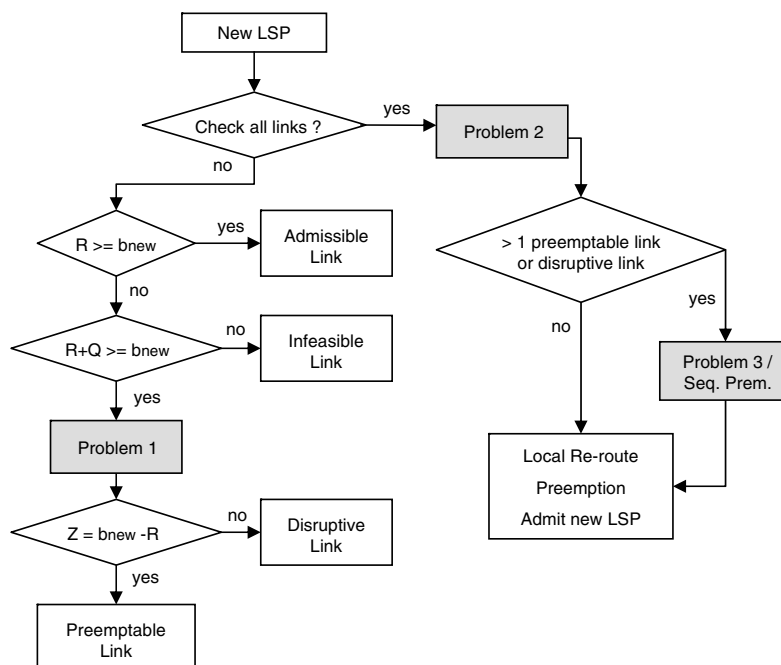 New LSP
Check all links ?
yes
Problem 2
no
R >= bnew
yes
Admissible
Link
> 1 preemptable link
or disruptive link
no
yes
no
R+Q >= bnew
no
Infeasible
Link
yes
Problem 3 /
Seq. Prem.
Problem 1
Local Re-route
Preemption
Admit new LSP
Z = bnew -R
no
Disruptive
Link
yes
Preemptable
Link